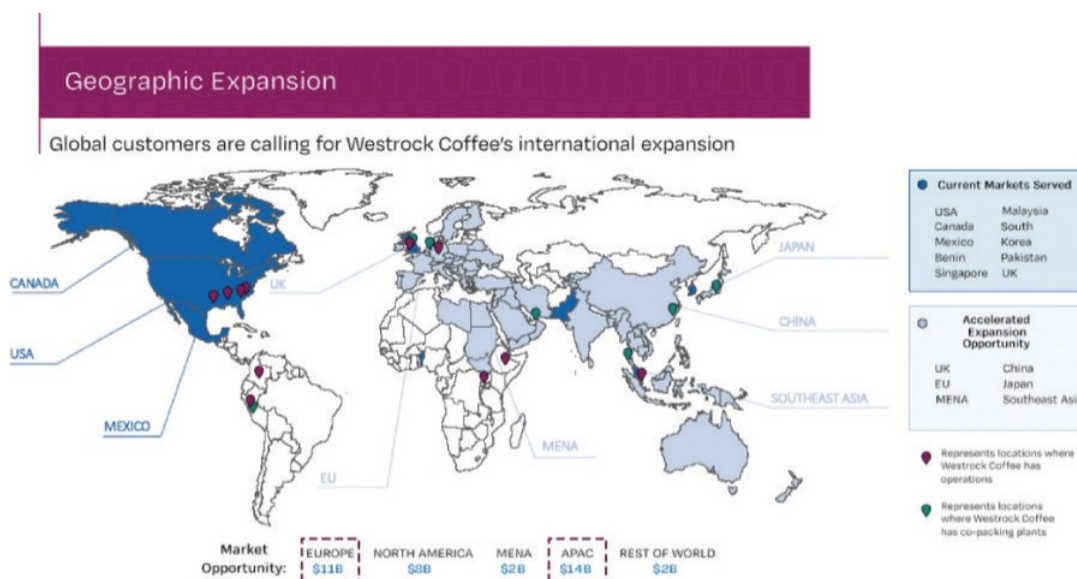 Geographic Expansion
Global customers are calling for Westrock Coffee's international expansion
CANADA
USA
MEXICO
UK
EU
MENA
JAPAN
CHINA
SOUTHEAST ASIA
Current Markets Served
USA Malaysia
Canada South
Mexico Korea
Benin Pakistan
Singapore UK
Accelerated
Expansion
Opportunity
UK China
EU Japan
MENA Southeast Asi
Represents locations where
Westrock Coffee has
operations
Represents locations
where Westrock Coffee
has co-packing plants
Market
Opportunity:
EUROPE NORTH AMERICA MENA APAC REST OF WORLD
$11B $8B $2B $14B $2B